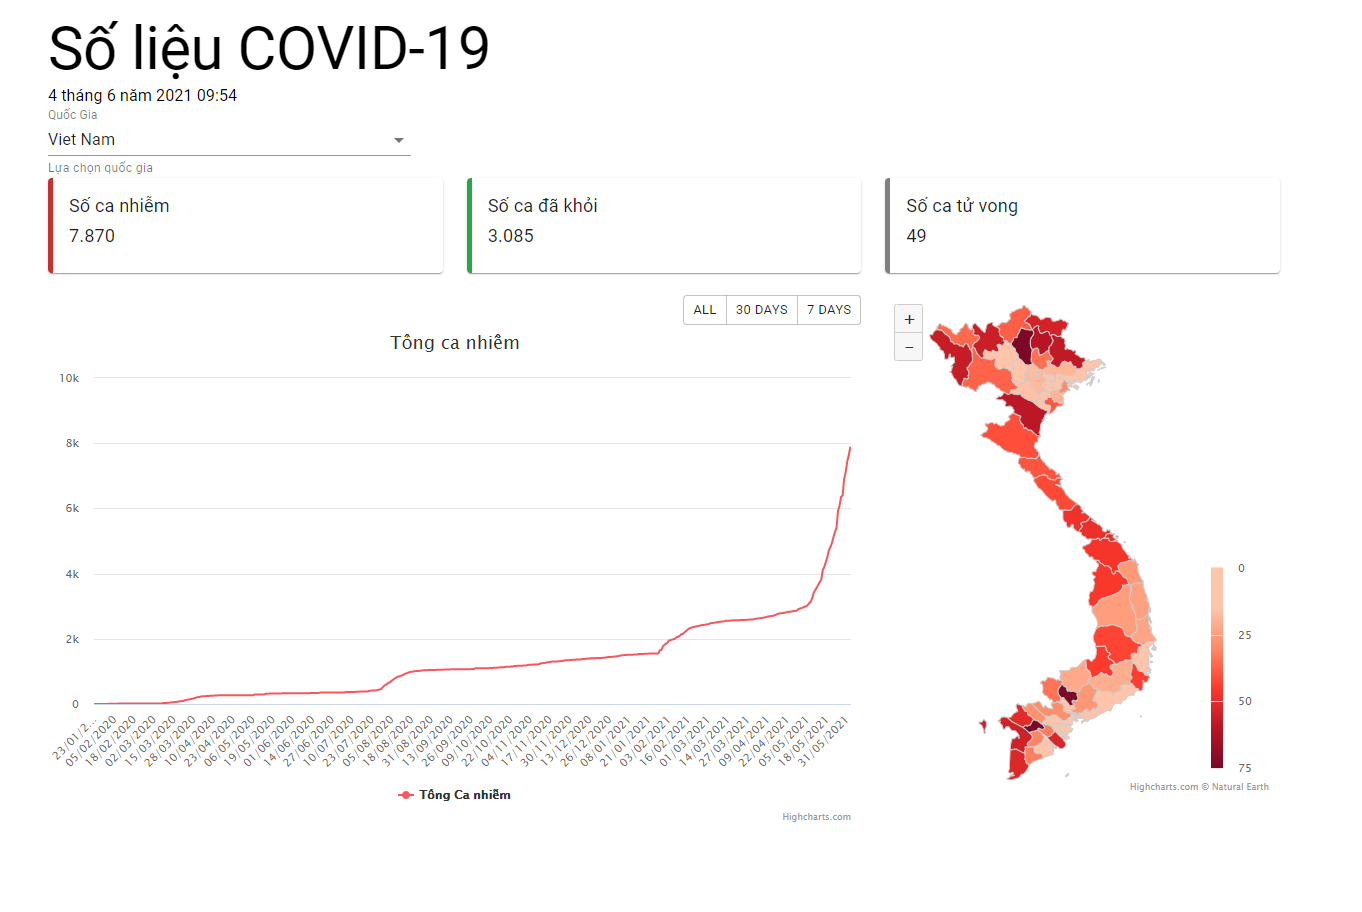 Số liệu COVID-19
4 tháng 6 năm 2021 09:54
Quốc Gia
Viet Nam
Lựa chọn quốc gia
Số ca nhiễm
7.870
Số ca đã khỏi
3.085
Số ca tử vong
49
ALL 30 DAYS 7 DAYS
Tổng ca nhiễm
10k
8k
6k
4k
2k
0
23/01/2...
05/02/2020
18/02/2020
02/03/2020
15/03/2020
28/03/2020
10/04/2020
23/04/2020
06/05/2020
19/05/2020
01/06/2020
14/06/2020
27/06/2020
10/07/2020
23/07/2020
05/08/2020
18/08/2020
31/08/2020
13/09/2020
26/09/2020
09/10/2020
22/10/2020
04/11/2020
17/11/2020
30/11/2020
13/12/2020
26/12/2020
08/01/2021
21/01/2021
03/02/2021
16/02/2021
01/03/2021
14/03/2021
27/03/2021
09/04/2021
22/04/2021
05/05/2021
18/05/2021
31/05/2021
Tổng Ca nhiễm
Highcharts.com
+
−
0
25
50
75
Highcharts.com © Natural Earth